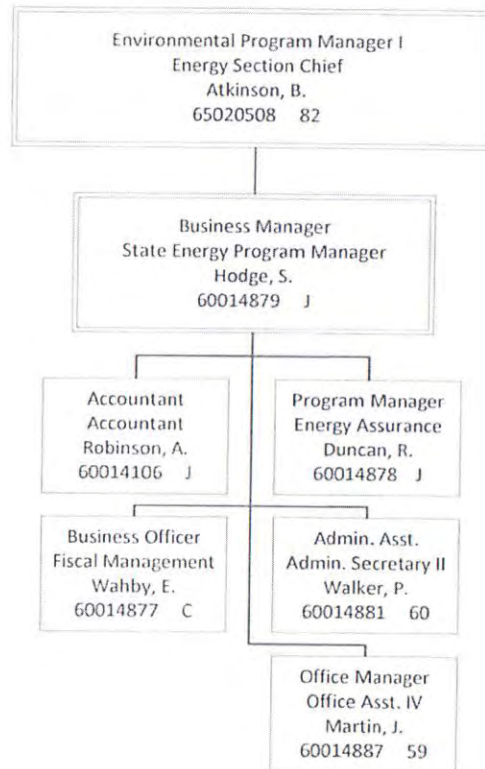 Environmental Program Manager I
Energy Section Chief
Atkinson, B.
65020508 82
Business Manager
State Energy Program Manager
Hodge, S.
60014879 J
Accountant
Accountant
Robinson, A.
60014106 J
Program Manager
Energy Assurance
Duncan, R.
60014878 J
Business Officer
Fiscal Management
Wahby, E.
60014877 C
Admin. Asst.
Admin. Secretary II
Walker, P.
60014881 60
Office Manager
Office Asst. IV
Martin, J.
60014887 59